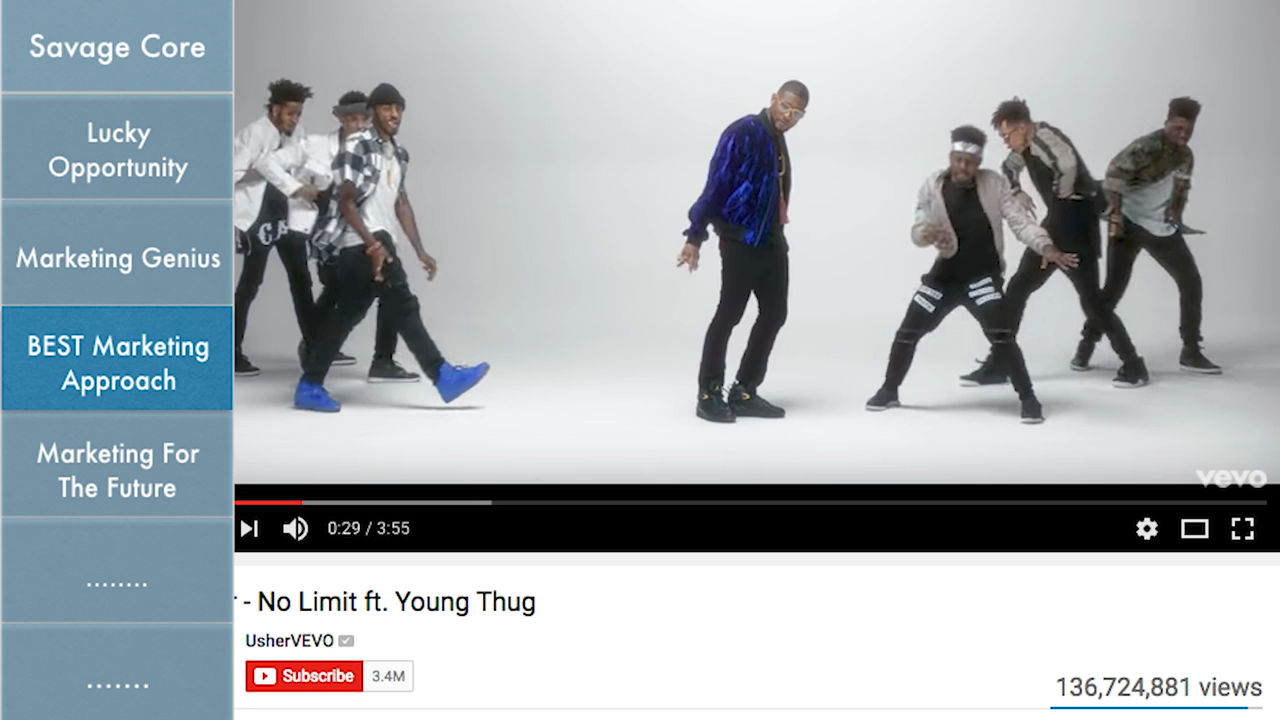 Savage Core
Lucky
Opportunity
Marketing Genius
BEST Marketing
Approach
Marketing For
The Future
........
.......
CA
vevo
0:29 / 3:55
- No Limit ft. Young Thug
UsherVEVO
Subscribe 3.4M
136,724,881 views